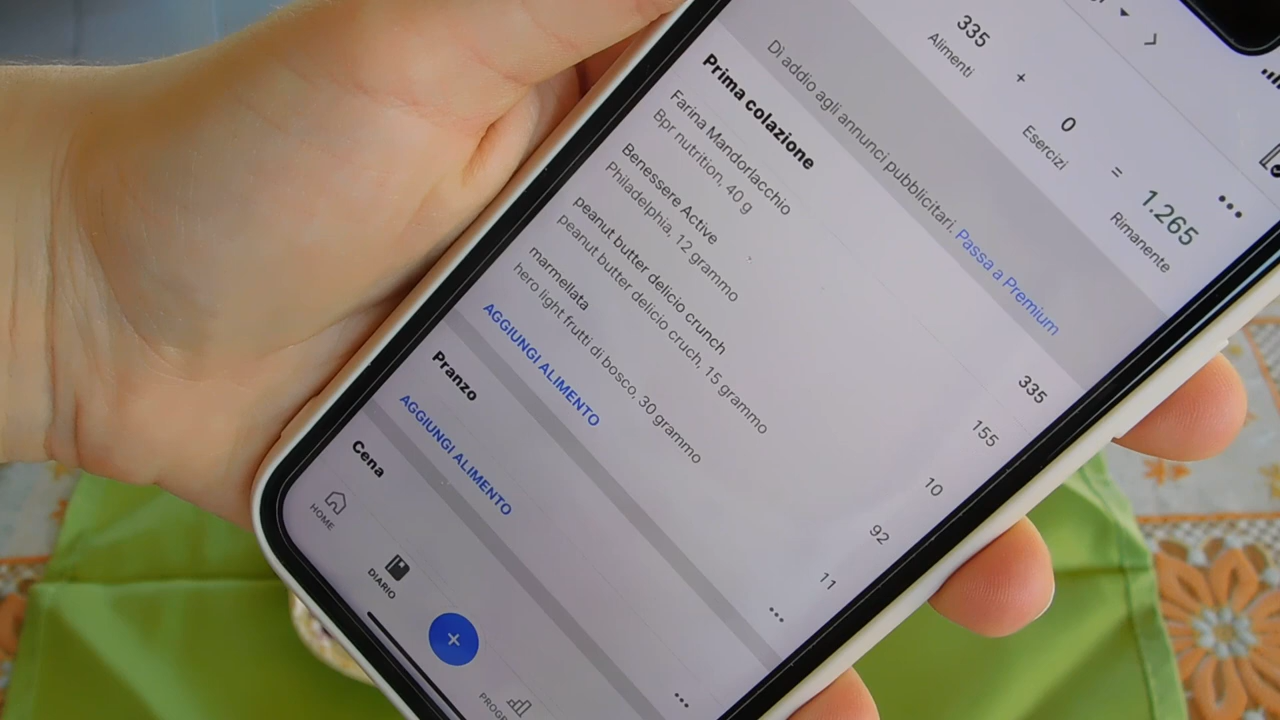 335
Alimenti
+
0
Esercizi
=
1.265
Rimanente
Dì addio agli annunci pubblicitari. Passa a Premium
Prima colazione 335
Farina Mandorlacchio 155
Bpr nutrition, 40 g
Benessere Active 10
Philadelphia, 12 grammo
peanut butter delicio crunch 92
peanut butter delicio cruch, 15 grammo
marmellata 11
hero light frutti di bosco, 30 grammo
AGGIUNGI ALIMENTO
Pranzo
AGGIUNGI ALIMENTO
Cena
HOME
DIARIO
+